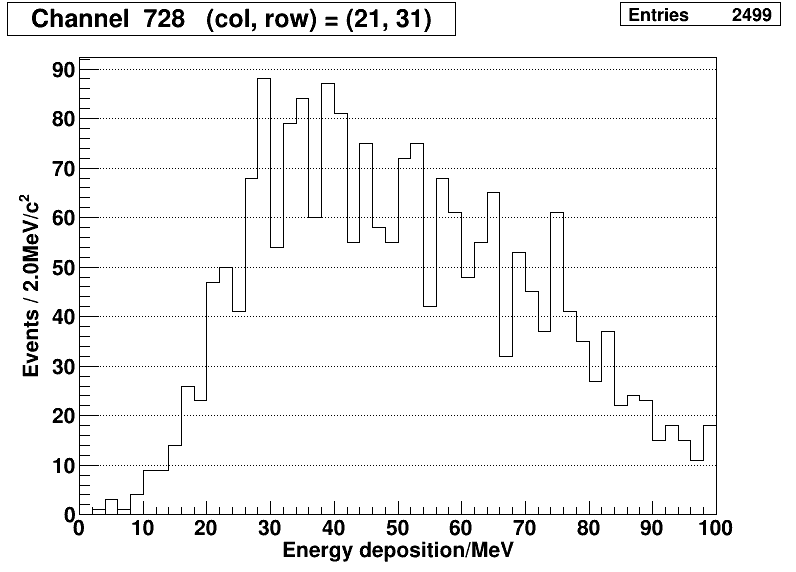 Channel 728 (col, row) = (21, 31)
Entries 2499
Events / 2.0MeV/c²
90
80
70
60
50
40
30
20
10
0
0 10 20 30 40 50 60 70 80 90 100
Energy deposition/MeV